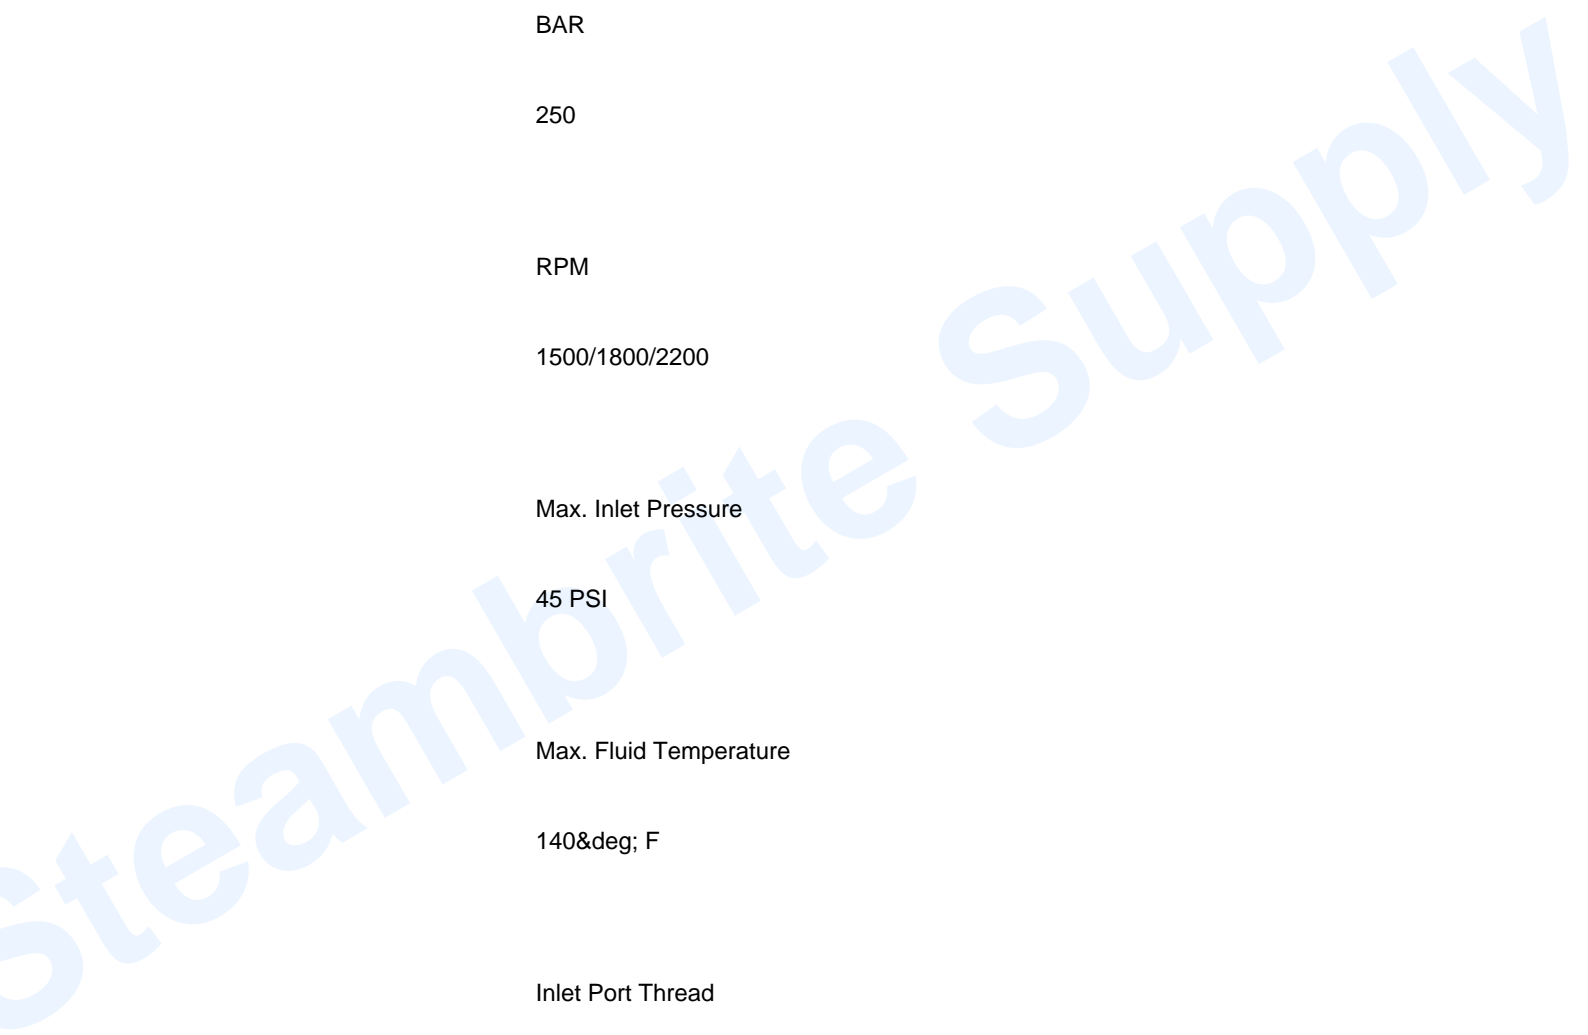 BAR
250
RPM
1500/1800/2200
Max. Inlet Pressure
45 PSI
Max. Fluid Temperature
140&deg; F
Inlet Port Thread
Steambrite Supply